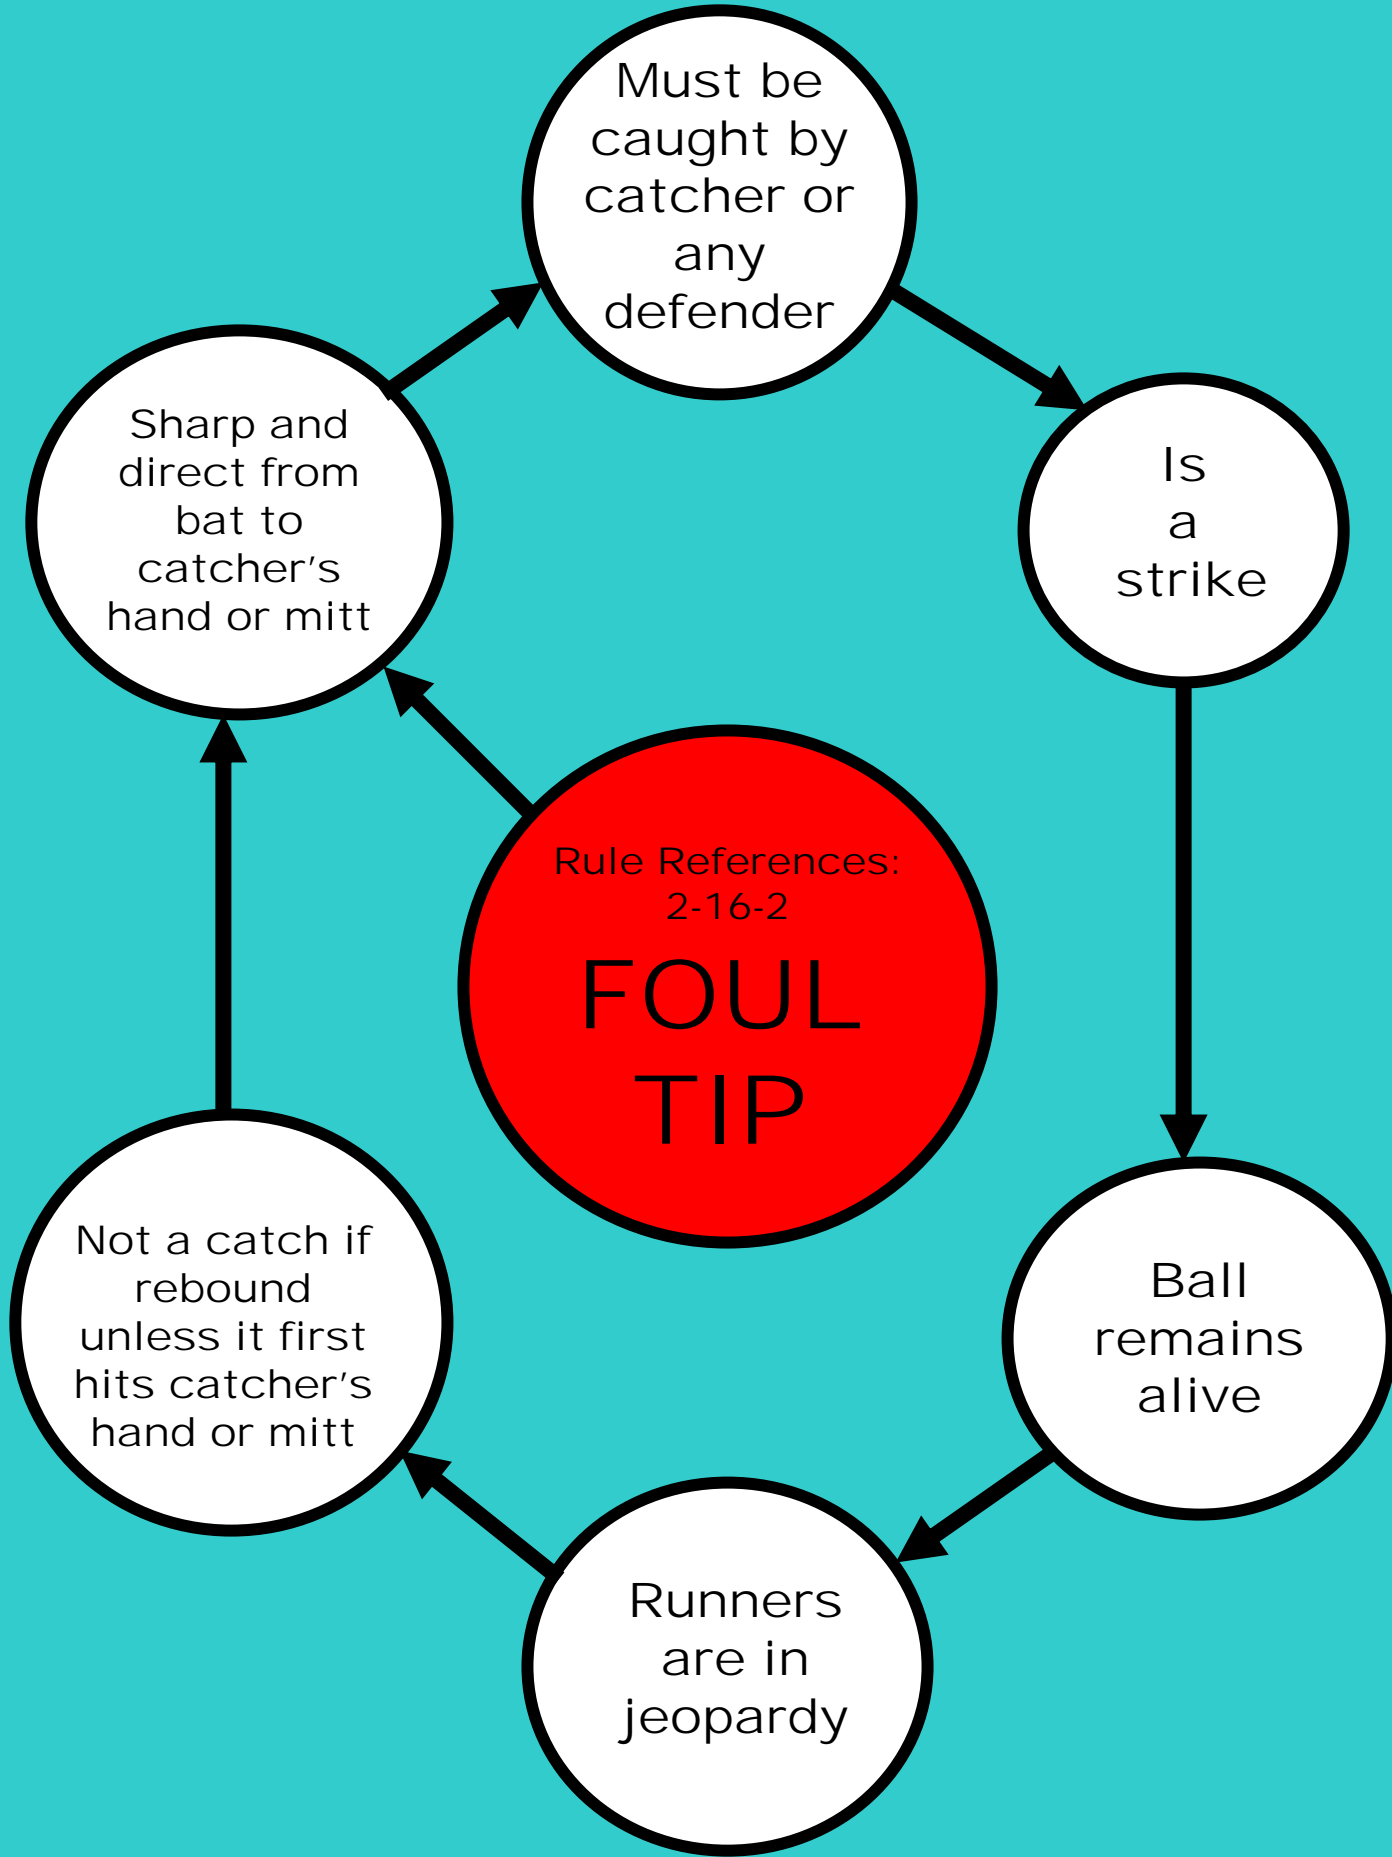 Must be
caught by
catcher or
any
defender
Sharp and
direct from
bat to
catcher's
hand or mitt
Is
a
strike
Rule References:
2-16-2
FOUL
TIP
Not a catch if
rebound
unless it first
hits catcher's
hand or mitt
Ball
remains
alive
Runners
are in
jeopardy